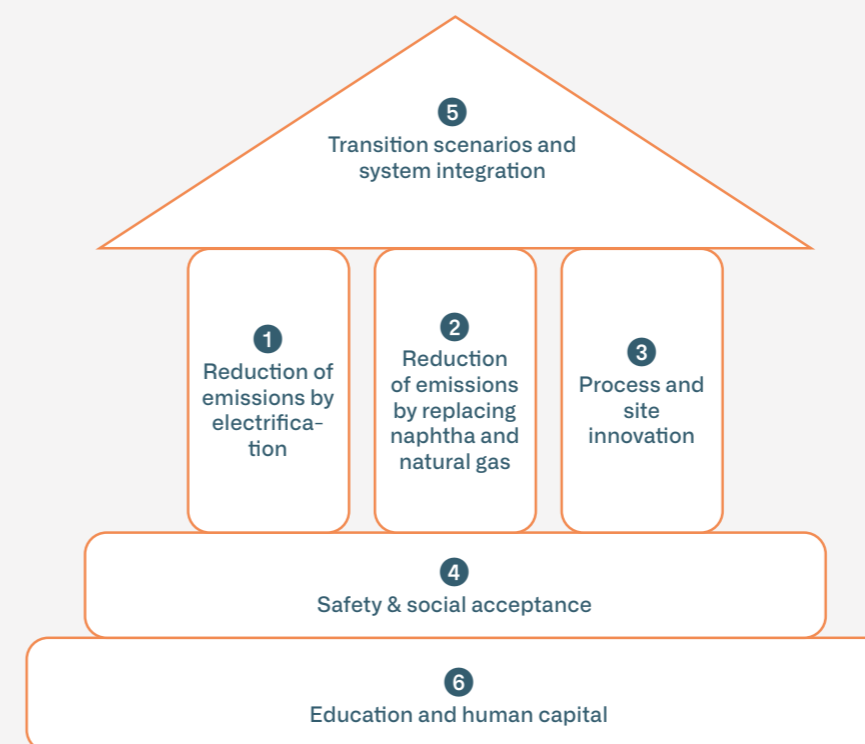 5
Transition scenarios and
system integration
1
Reduction of
emissions by
electrifica-
tion
2
Reduction
of emissions
by replacing
naphtha and
natural gas
3
Process and
site
innovation
4
Safety & social acceptance
6
Education and human capital